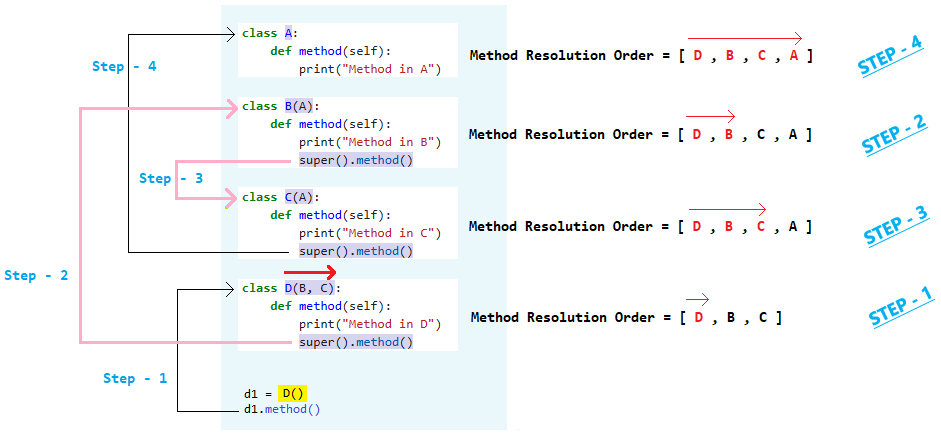 class A:
    def method(self):
        print("Method in A")
Step - 4
Method Resolution Order = [ D , B , C , A ]
STEP - 4
class B(A):
    def method(self):
        print("Method in B")
        super().method()
Method Resolution Order = [ D , B , C , A ]
STEP - 2
Step - 3
class C(A):
    def method(self):
        print("Method in C")
        super().method()
Method Resolution Order = [ D , B , C , A ]
STEP - 3
Step - 2
class D(B, C):
    def method(self):
        print("Method in D")
        super().method()
Method Resolution Order = [ D , B , C ]
STEP - 1
Step - 1
d1 = D()
d1.method()